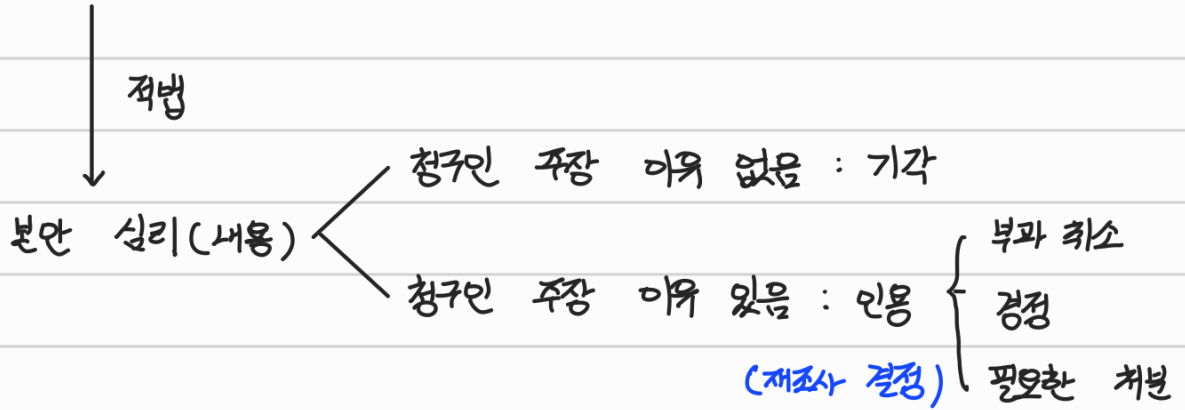 적법
청구인 주장 이유 없음 : 기각
본안 심리(내용)
청구인 주장 이유 있음 : 인용
부과 취소
경정
필요한 처분
(재조사 결정)